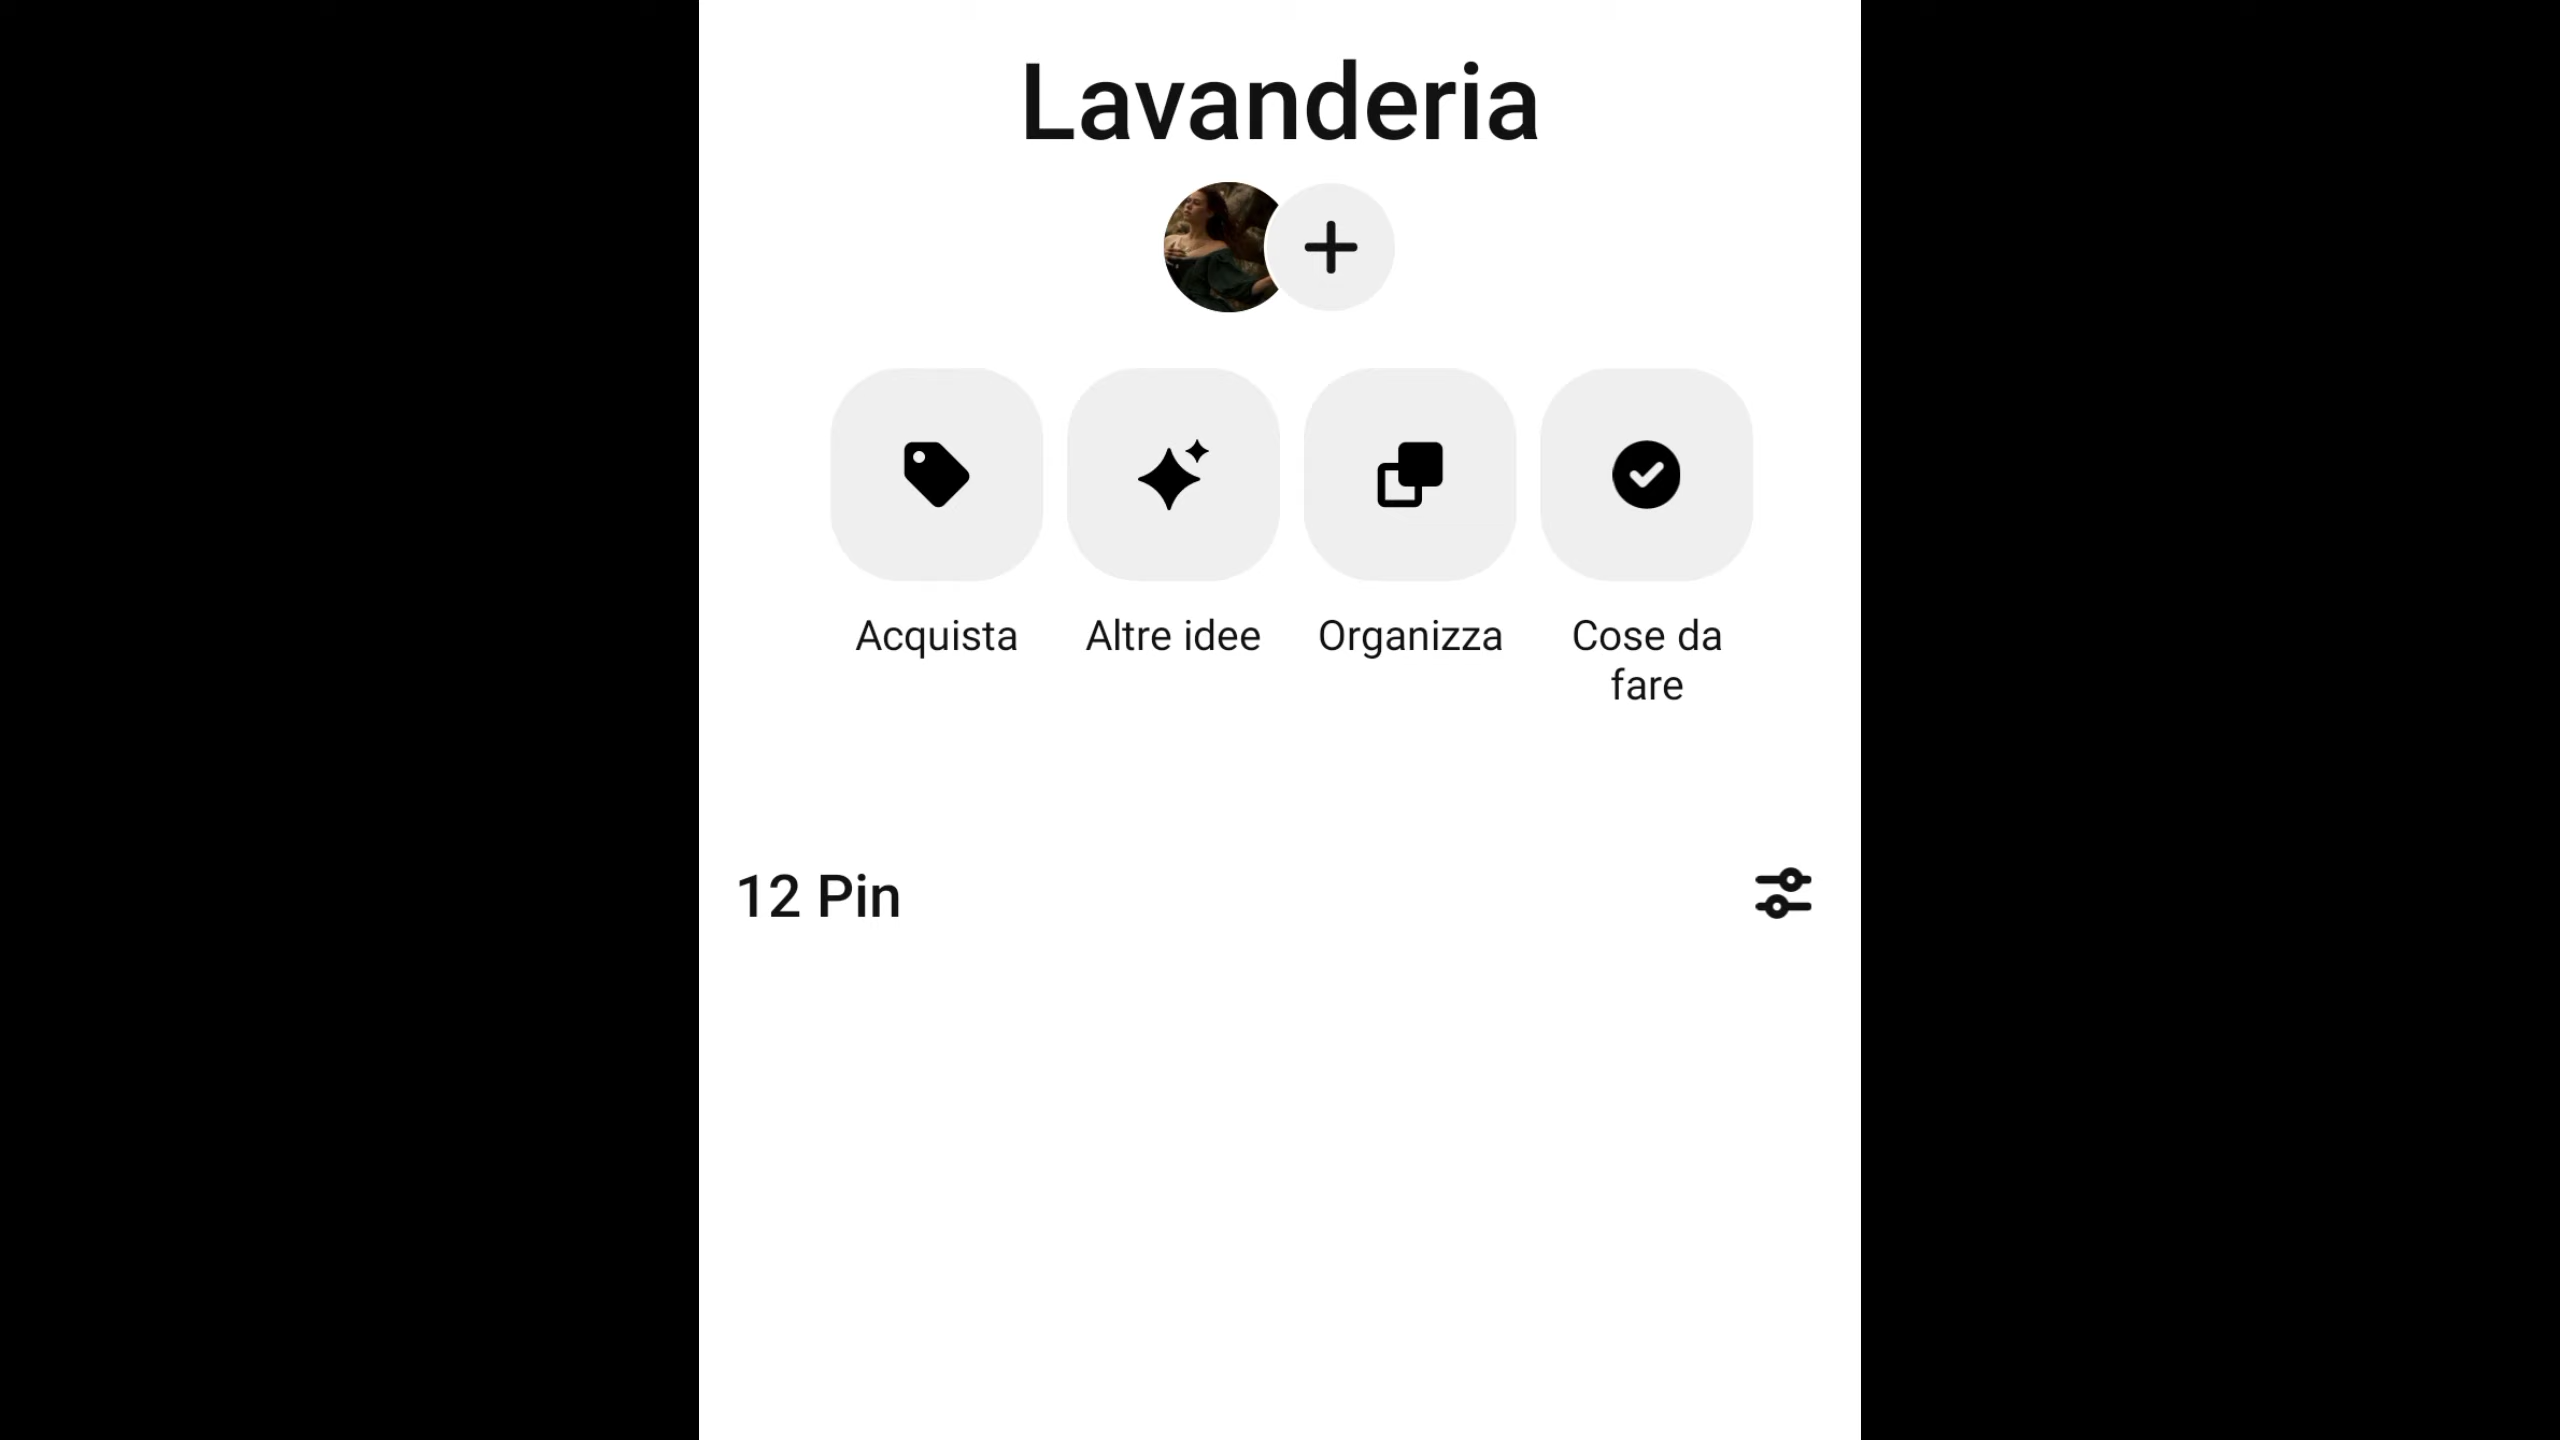 Lavanderia
Acquista
Altre idee
Organizza
Cose da
fare
12 Pin